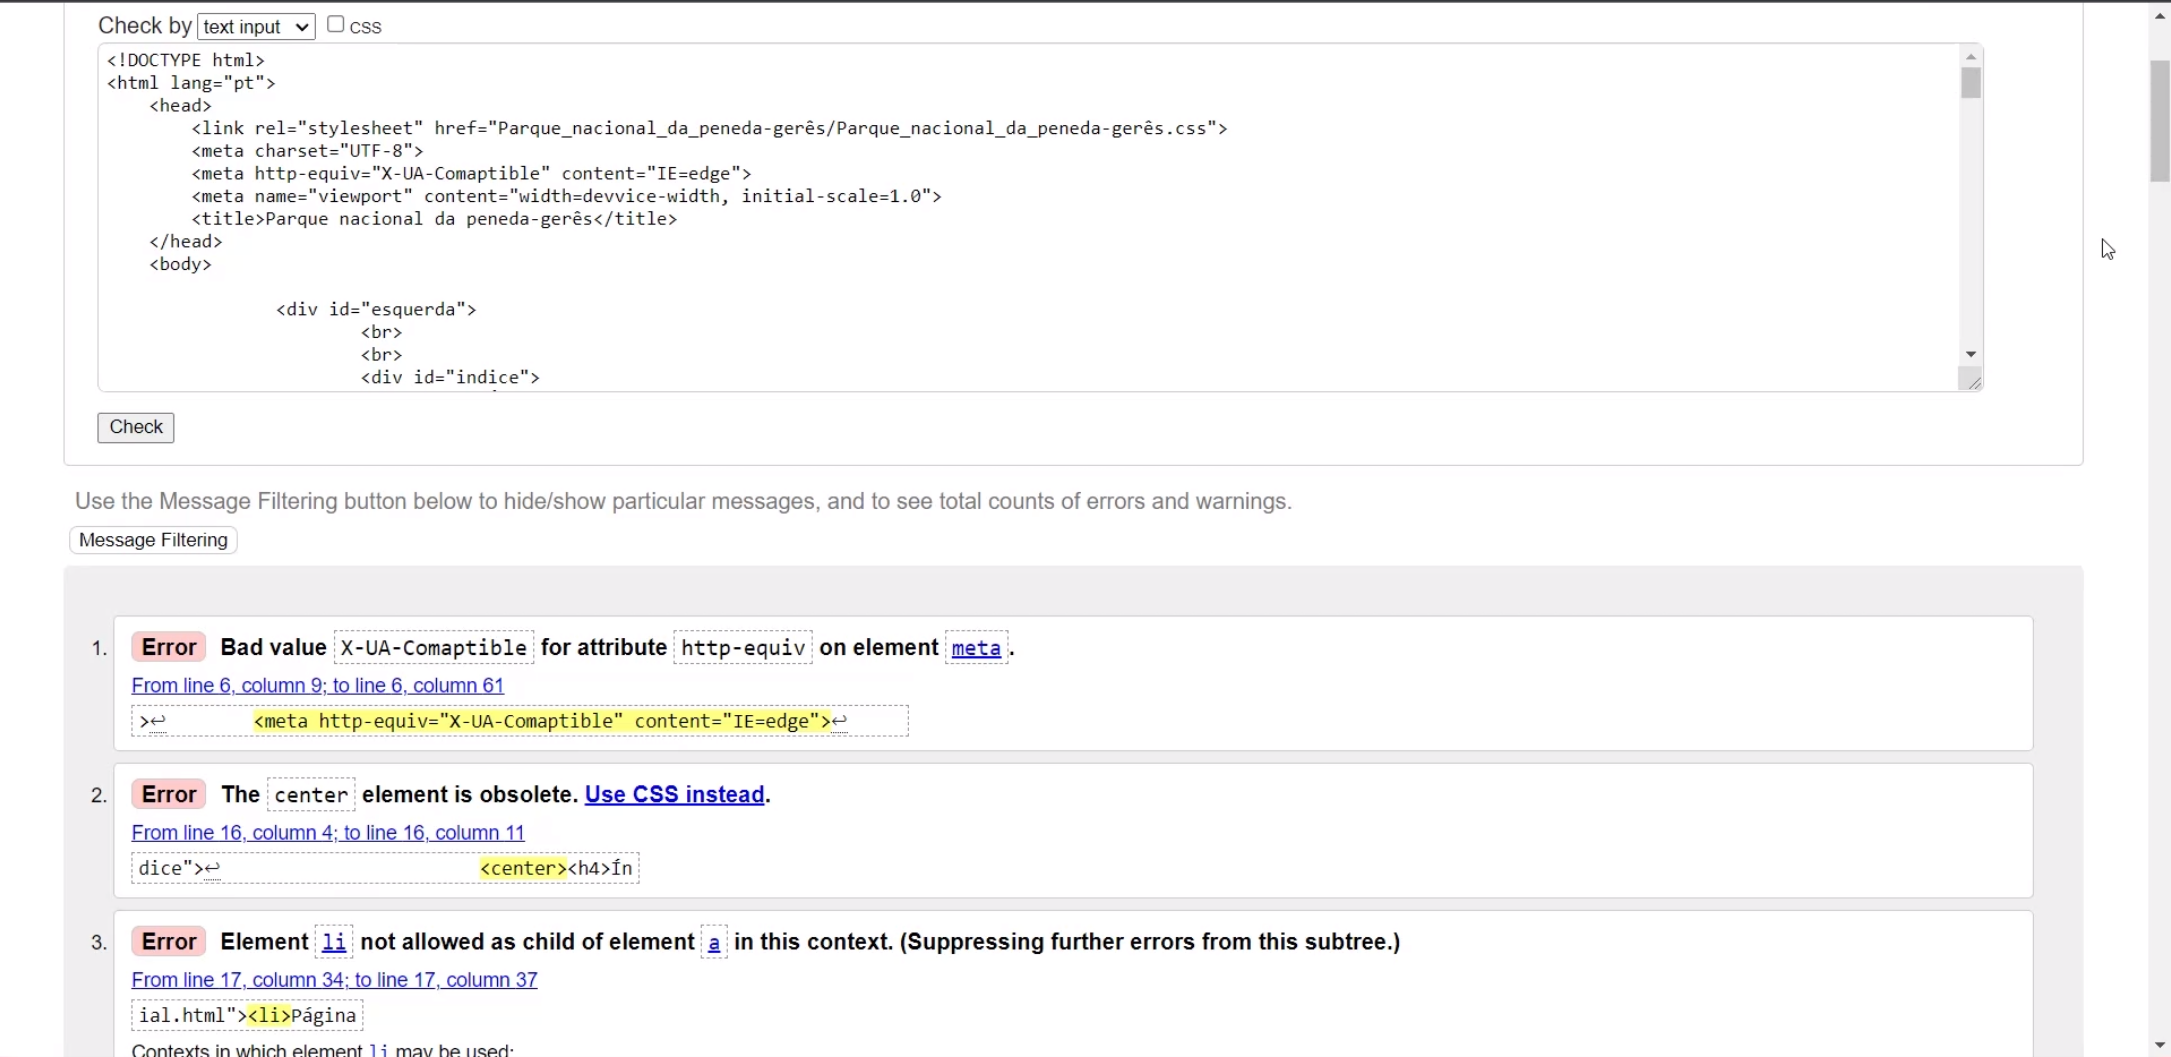 Check by text input CSS
<!DOCTYPE html>
<html lang="pt">
<head>
<link rel="stylesheet" href="Parque_nacional_da_peneda-gerês/Parque_nacional_da_peneda-gerês.css">
<meta charset="UTF-8">
<meta http-equiv="X-UA-Comaptible" content="IE=edge">
<meta name="viewport" content="width=devvice-width, initial-scale=1.0">
<title>Parque nacional da peneda-gerês</title>
</head>
<body>
<div id="esquerda">
<br>
<br>
<div id="indice">
Check
Use the Message Filtering button below to hide/show particular messages, and to see total counts of errors and warnings.
Message Filtering
1. Error Bad value X-UA-Comaptible for attribute http-equiv on element meta.
From line 6, column 9; to line 6, column 61
>↩ <meta http-equiv="X-UA-Comaptible" content="IE=edge">↩
2. Error The center element is obsolete. Use CSS instead.
From line 16, column 4; to line 16, column 11
dice">↩ <center><h4>Ín
3. Error Element li not allowed as child of element a in this context. (Suppressing further errors from this subtree.)
From line 17, column 34; to line 17, column 37
ial.html"><li>Página
Contexts in which element li may be used: